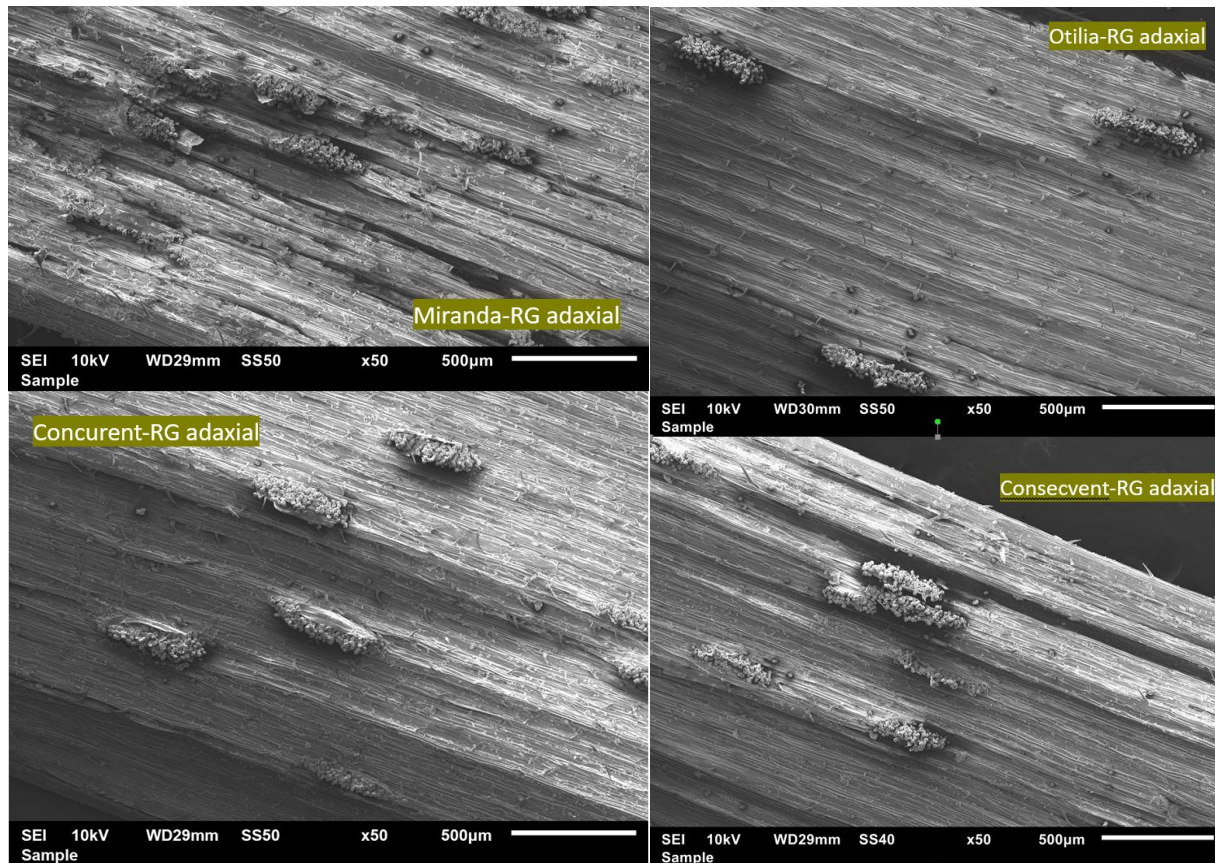 Miranda-RG adaxial
SEI 10kV WD29mm SS50 x50 500µm
Sample
Otilia-RG adaxial
SEI 10kV WD30mm SS50 x50 500µm
Sample
Concurent-RG adaxial
SEI 10kV WD29mm SS50 x50 500µm
Sample
Consecvent-RG adaxial
SEI 10kV WD29mm SS40 x50 500µm
Sample